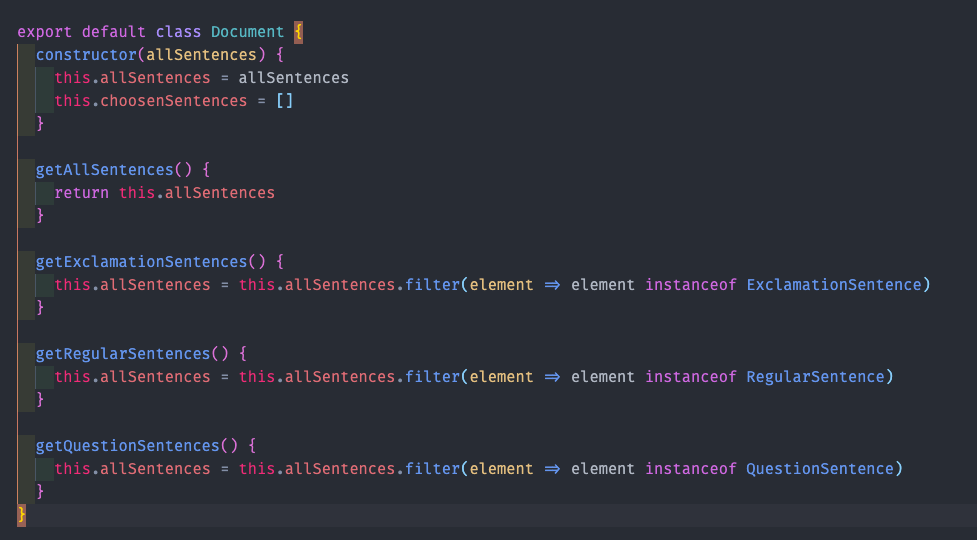 export default class Document {
constructor(allSentences) {
this.allSentences = allSentences
this.choosenSentences = []
}
getAllSentences() {
return this.allSentences
}
getExclamationSentences() {
this.allSentences = this.allSentences.filter(element => element instanceof ExclamationSentence)
}
getRegularSentences() {
this.allSentences = this.allSentences.filter(element => element instanceof RegularSentence)
}
getQuestionSentences() {
this.allSentences = this.allSentences.filter(element => element instanceof QuestionSentence)
}
}